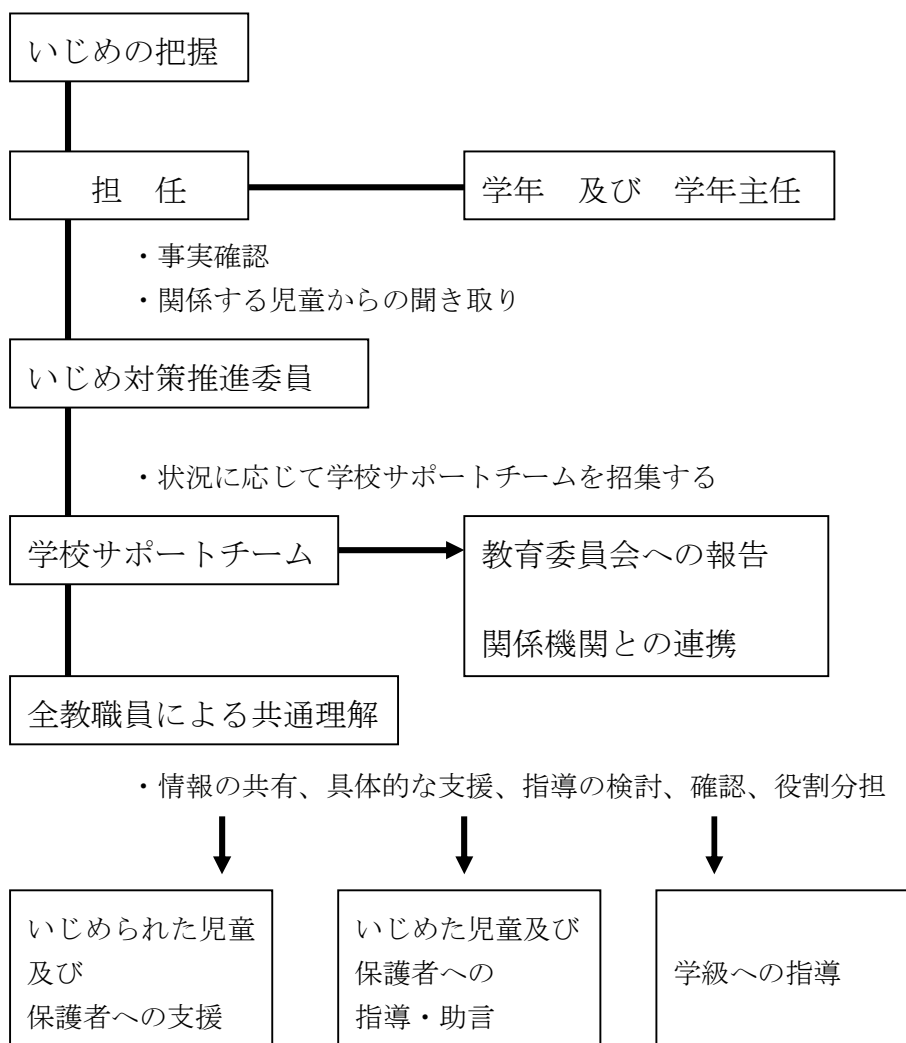 いじめの把握
担　任
学年　及び　学年主任
・事実確認
・関係する児童からの聞き取り
いじめ対策推進委員
・状況に応じて学校サポートチームを招集する
学校サポートチーム
教育委員会への報告
関係機関との連携
全教職員による共通理解
・情報の共有、具体的な支援、指導の検討、確認、役割分担
いじめられた児童
及び
保護者への支援
いじめた児童及び
保護者への
指導・助言
学級への指導